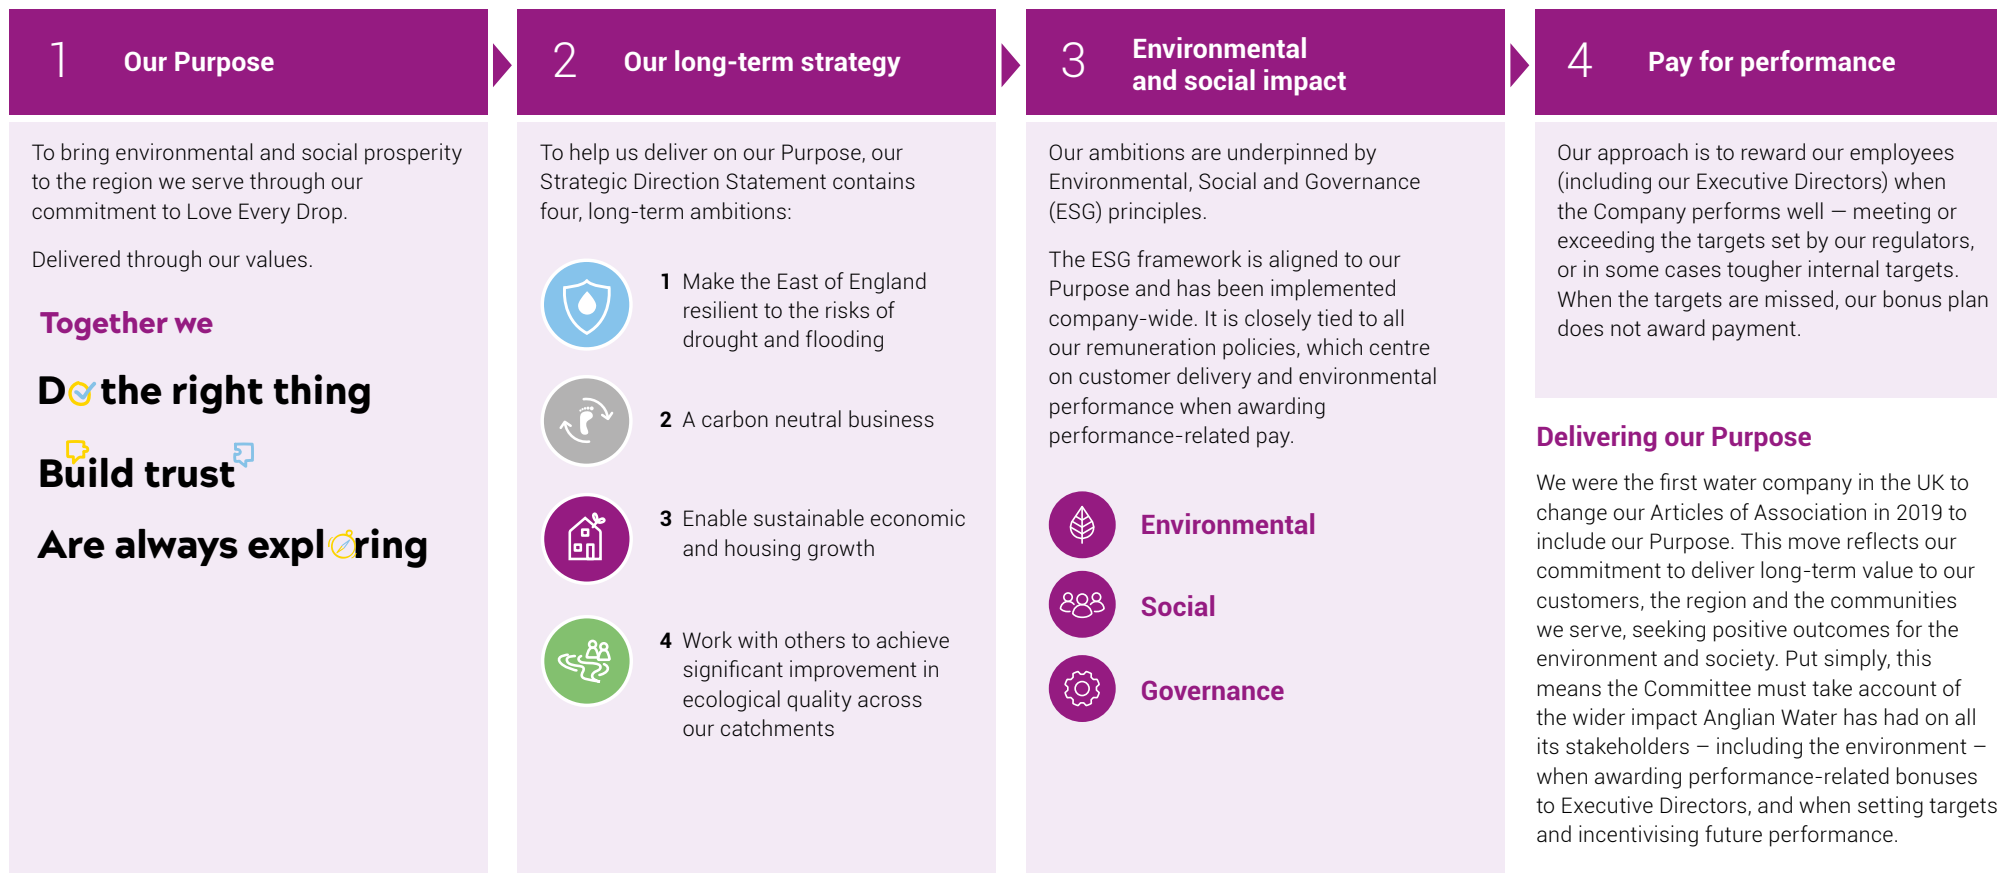 1 Our Purpose
To bring environmental and social prosperity
to the region we serve through our
commitment to Love Every Drop.
Delivered through our values.
Together we
Do the right thing
Build trust
Are always exploring
2 Our long-term strategy
To help us deliver on our Purpose, our
Strategic Direction Statement contains
four, long-term ambitions:
1 Make the East of England
resilient to the risks of
drought and flooding
2 A carbon neutral business
3 Enable sustainable economic
and housing growth
4 Work with others to achieve
significant improvement in
ecological quality across
our catchments
3 Environmental
and social impact
Our ambitions are underpinned by
Environmental, Social and Governance
(ESG) principles.
The ESG framework is aligned to our
Purpose and has been implemented
company-wide. It is closely tied to all
our remuneration policies, which centre
on customer delivery and environmental
performance when awarding
performance-related pay.
Environmental
Social
Governance
4 Pay for performance
Our approach is to reward our employees
(including our Executive Directors) when
the Company performs well — meeting or
exceeding the targets set by our regulators,
or in some cases tougher internal targets.
When the targets are missed, our bonus plan
does not award payment.
Delivering our Purpose
We were the first water company in the UK to
change our Articles of Association in 2019 to
include our Purpose. This move reflects our
commitment to deliver long-term value to our
customers, the region and the communities
we serve, seeking positive outcomes for the
environment and society. Put simply, this
means the Committee must take account of
the wider impact Anglian Water has had on all
its stakeholders – including the environment –
when awarding performance-related bonuses
to Executive Directors, and when setting targets
and incentivising future performance.